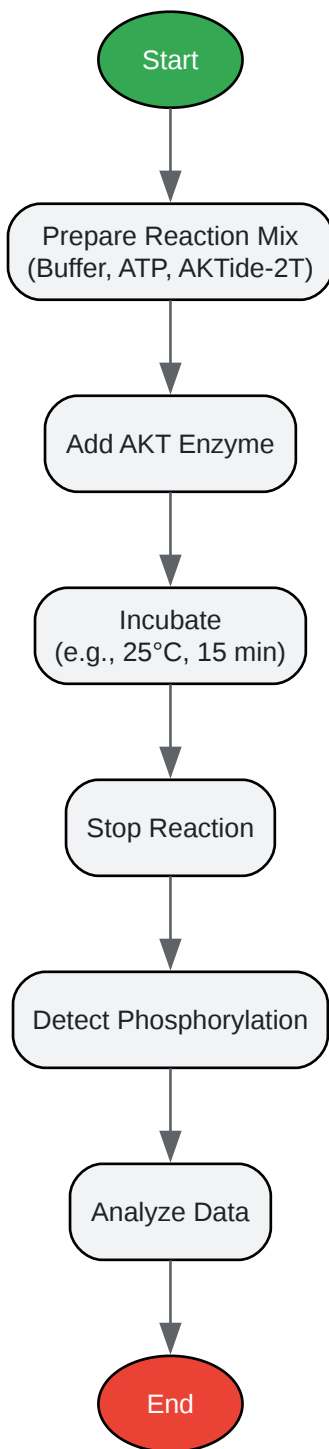 Start
Prepare Reaction Mix
(Buffer, ATP, AKTide-2T)
Add AKT Enzyme
Incubate
(e.g., 25°C, 15 min)
Stop Reaction
Detect Phosphorylation
Analyze Data
End